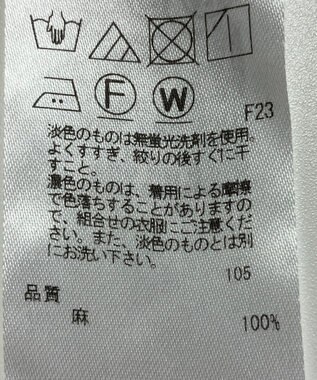 F W
F23
淡色のものは無蛍光洗剤を使用。
よくすすぎ、絞りの後すぐに干
すこと。
濃色のものは、着用による摩擦
で色落ちすることがありますの
で、組合せの衣服にご注意くだ
さい。また、淡色のものとは別
にお洗い下さい。
105
品質
麻 100%